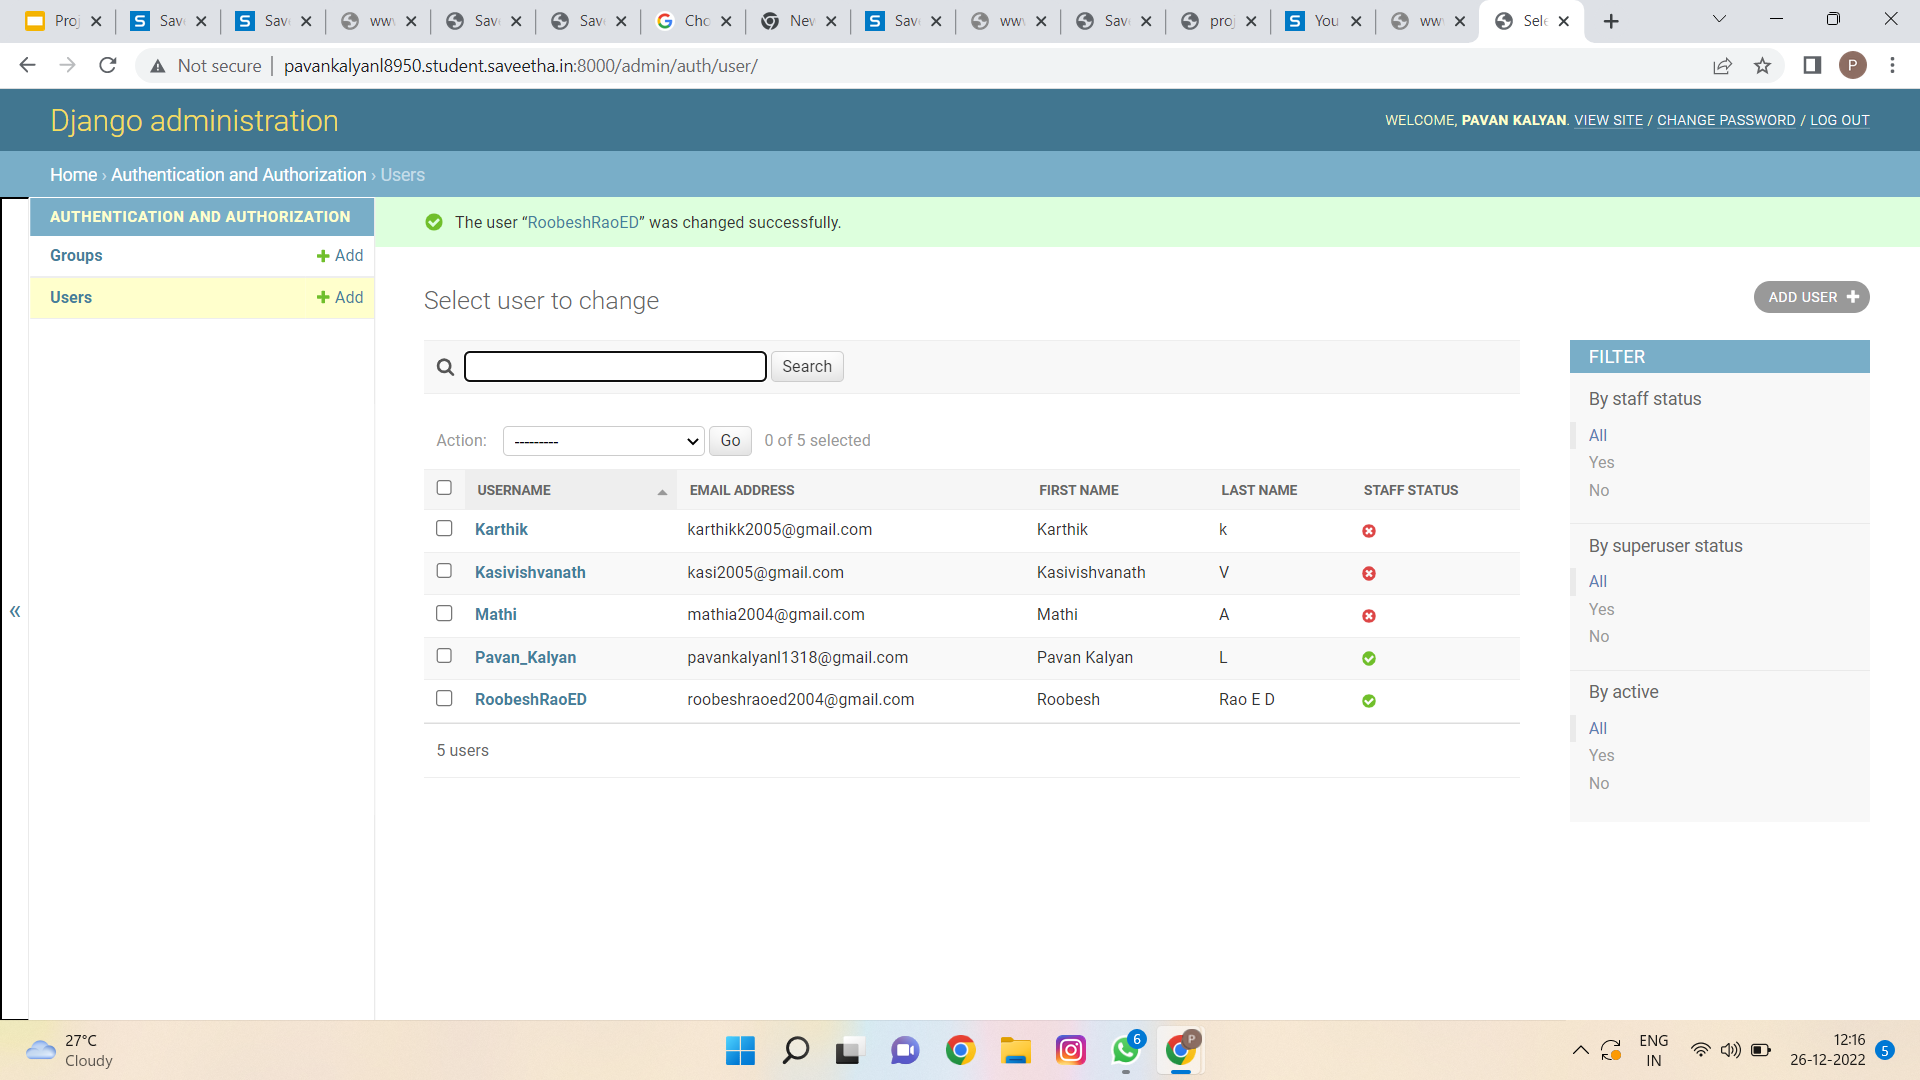 Proj
Sav
Sav
ww
Sav
Sav
Cho
Nev
Sav
ww
Sav
proj
You
ww
Sele
Not secure
pavankalyanl8950.student.saveetha.in:8000/admin/auth/user/
P
Django administration
WELCOME, PAVAN KALYAN. VIEW SITE / CHANGE PASSWORD / LOG OUT
Home › Authentication and Authorization › Users
AUTHENTICATION AND AUTHORIZATION
Groups + Add
Users + Add
«
The user “RoobeshRaoED” was changed successfully.
Select user to change
ADD USER +
Search
Action: --------- Go 0 of 5 selected
USERNAME EMAIL ADDRESS FIRST NAME LAST NAME STAFF STATUS
Karthik karthikk2005@gmail.com Karthik k
Kasivishvanath kasi2005@gmail.com Kasivishvanath V
Mathi mathia2004@gmail.com Mathi A
Pavan_Kalyan pavankalyanl1318@gmail.com Pavan Kalyan L
RoobeshRaoED roobeshraoed2004@gmail.com Roobesh Rao E D
5 users
FILTER
By staff status
All
Yes
No
By superuser status
All
Yes
No
By active
All
Yes
No
27°C
Cloudy
6
P
ENG
IN
12:16
26-12-2022
5